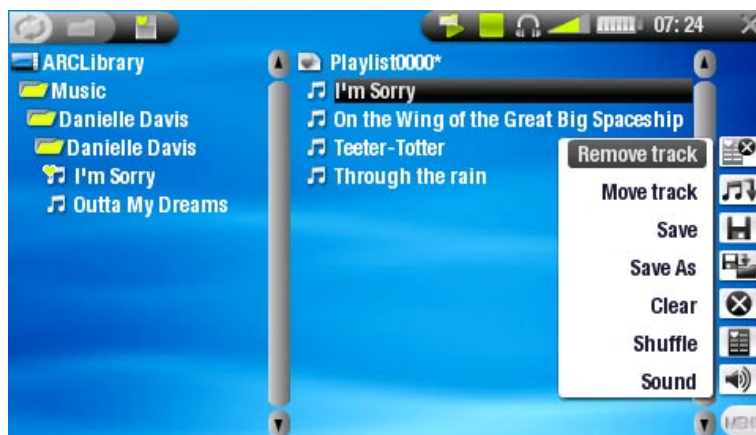 07:24
ARCLibrary
Music
Danielle Davis
Danielle Davis
I'm Sorry
Outta My Dreams
Playlist0000*
I'm Sorry
On the Wing of the Great Big Spaceship
Teeter-Totter
Through the rain
Remove track
Move track
Save
Save As
Clear
Shuffle
Sound